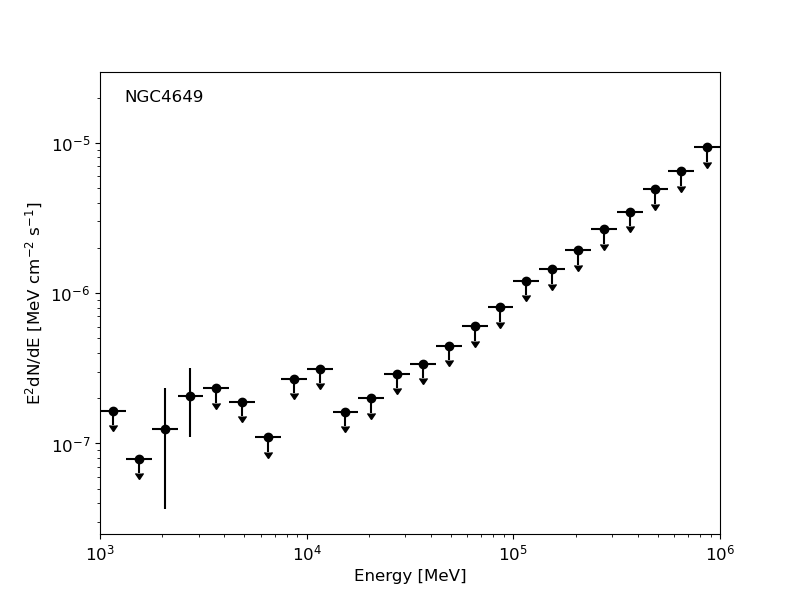 NGC4649
10⁻⁵
10⁻⁶
10⁻⁷
E²dN/dE [MeV cm⁻² s⁻¹]
10³ 10⁴ 10⁵ 10⁶
Energy [MeV]